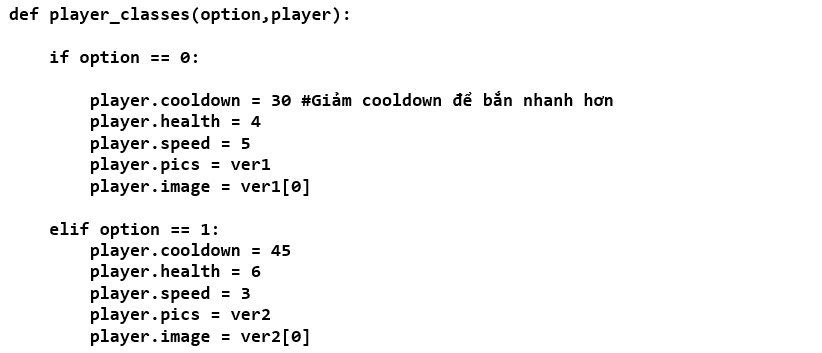 def player_classes(option,player):
if option == 0:
player.cooldown = 30 #Giảm cooldown để bắn nhanh hơn
player.health = 4
player.speed = 5
player.pics = ver1
player.image = ver1[0]
elif option == 1:
player.cooldown = 45
player.health = 6
player.speed = 3
player.pics = ver2
player.image = ver2[0]